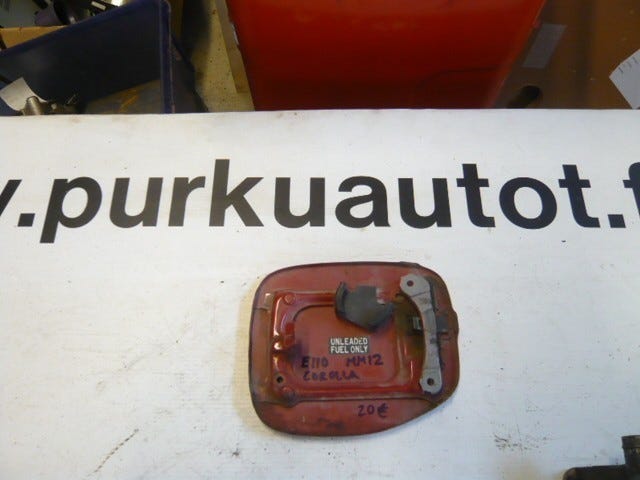 .purkuautot.f
UNLEADED
FUEL ONLY
E110 MM12
COROLLA
20€